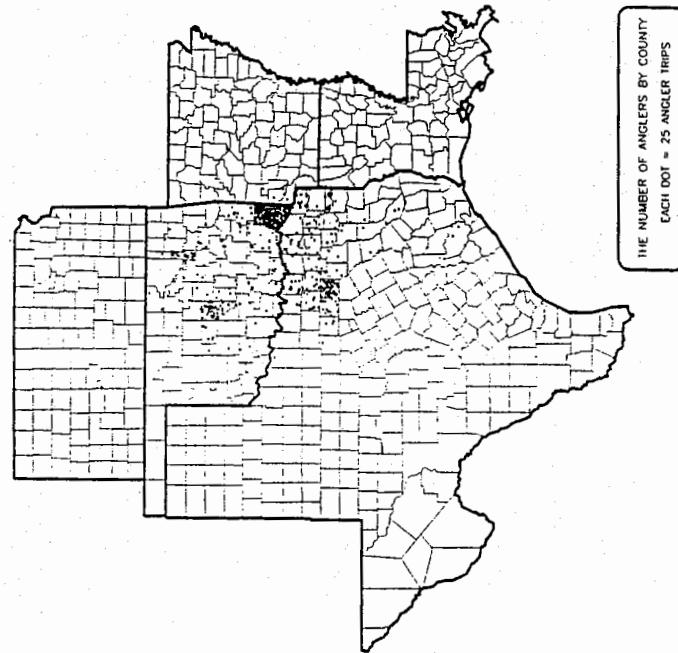 THE NUMBER OF ANGLERS BY COUNTY
EACH DOT = 25 ANGLER TRIPS